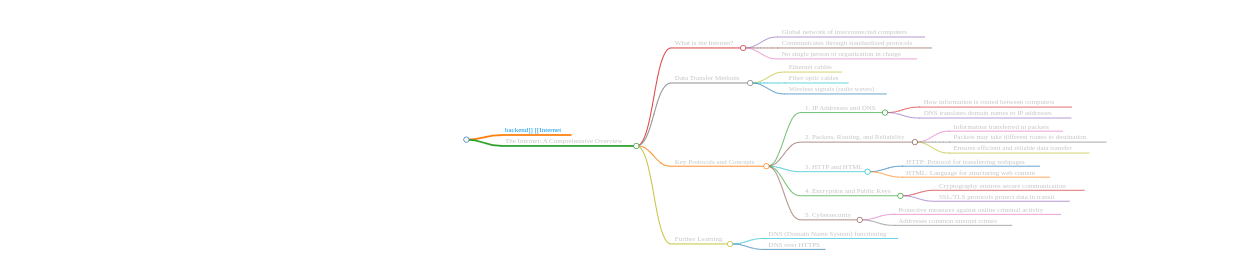 backend]] [[Internet
The Internet: A Comprehensive Overview
What is the Internet?
Global network of interconnected computers
Communicates through standardized protocols
No single person or organization in charge
Data Transfer Methods
Ethernet cables
Fiber optic cables
Wireless signals (radio waves)
Key Protocols and Concepts
1. IP Addresses and DNS
How information is routed between computers
DNS translates domain names to IP addresses
2. Packets, Routing, and Reliability
Information transferred in packets
Packets may take different routes to destination
Ensures efficient and reliable data transfer
3. HTTP and HTML
HTTP: Protocol for transferring webpages
HTML: Language for structuring web content
4. Encryption and Public Keys
Cryptography ensures secure communication
SSL/TLS protocols protect data in transit
5. Cybersecurity
Protective measures against online criminal activity
Addresses common internet crimes
Further Learning
DNS (Domain Name System) functioning
DNS over HTTPS